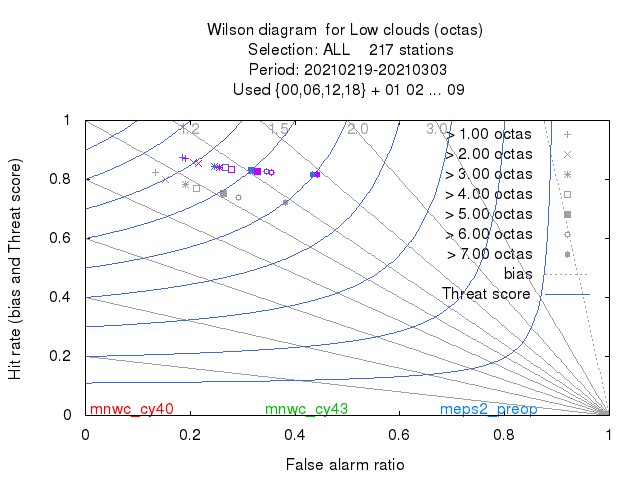 Wilson diagram  for Low clouds (octas)
Selection: ALL    217 stations
Period: 20210219-20210303
Used {00,06,12,18} + 01 02 ... 09
Hit rate (bias and Threat score)
1
0.8
0.6
0.4
0.2
0
1.2
1.5
2.0
3.0
> 1.00 octas
> 2.00 octas
> 3.00 octas
> 4.00 octas
> 5.00 octas
> 6.00 octas
> 7.00 octas
bias
Threat score
mnwc_cy40
mnwc_cy43
meps2_preop
0
0.2
0.4
0.6
0.8
1
False alarm ratio